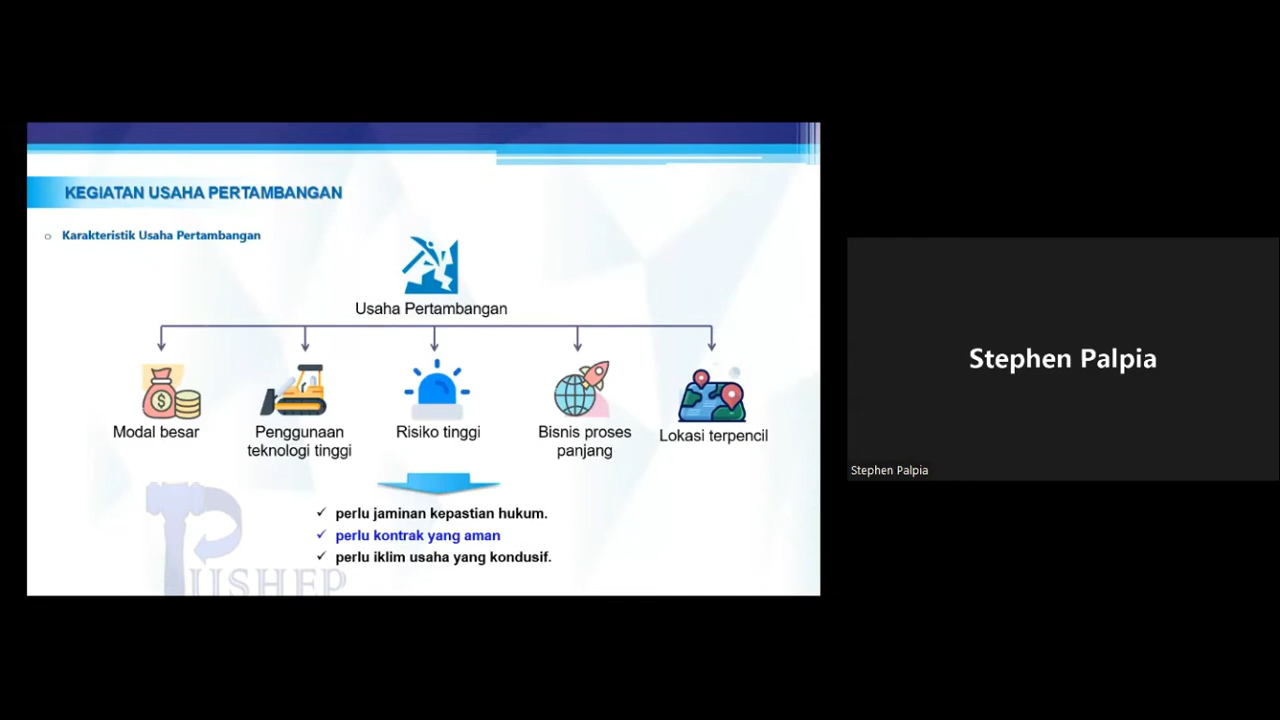 KEGIATAN USAHA PERTAMBANGAN
Karakteristik Usaha Pertambangan
Usaha Pertambangan
Modal besar
Penggunaan
teknologi tinggi
Risiko tinggi
Bisnis proses
panjang
Lokasi terpencil
perlu jaminan kepastian hukum.
perlu kontrak yang aman
perlu iklim usaha yang kondusif.
PUSHEP
Stephen Palpia
Stephen Palpia